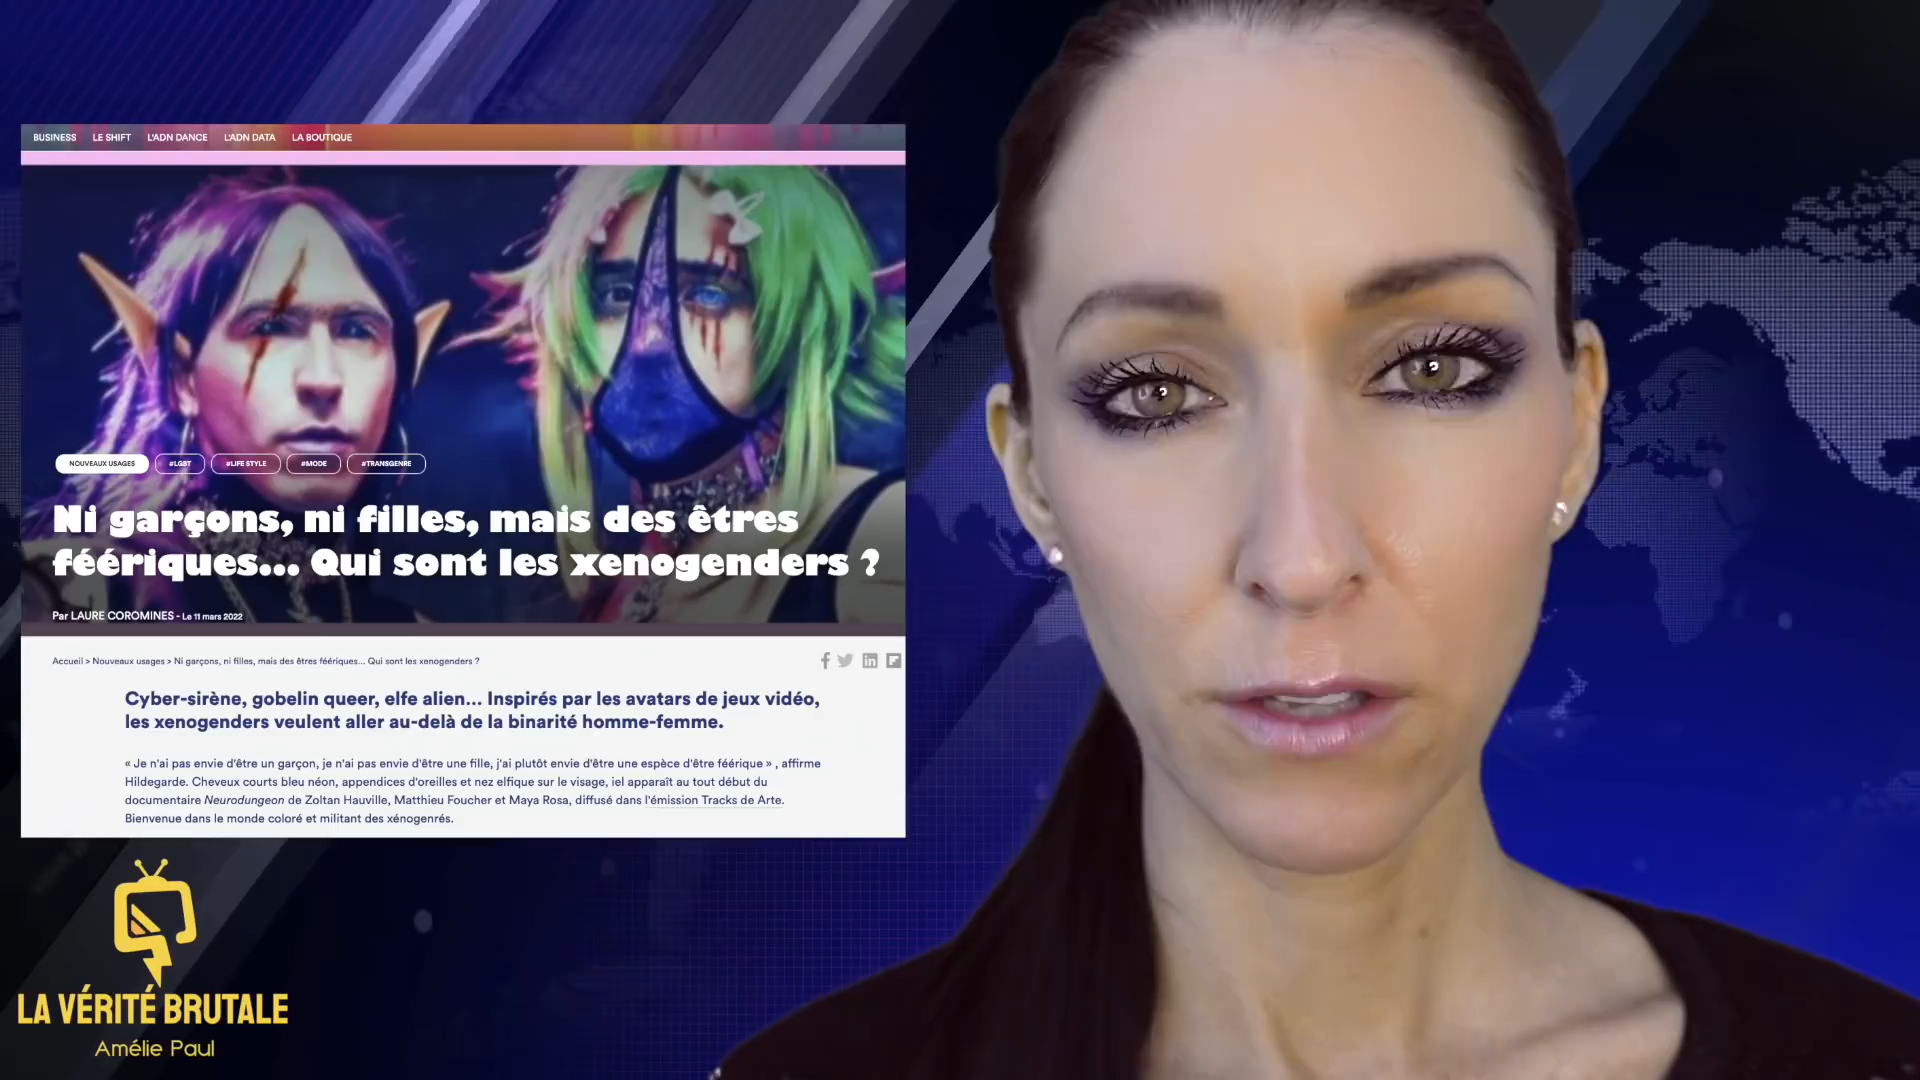 BUSINESS LE SHIFT L'ADN DANCE L'ADN DATA LA BOUTIQUE
NOUVEAUX USAGES #LGBT #LIFE STYLE #MODE #TRANSGENRE
Ni garçons, ni filles, mais des êtres
féériques... Qui sont les xenogenders ?
Par LAURE COROMINES - Le 11 mars 2022
Accueil > Nouveaux usages > Ni garçons, ni filles, mais des êtres féériques... Qui sont les xenogenders ?
Cyber-sirène, gobelin queer, elfe alien... Inspirés par les avatars de jeux vidéo,
les xenogenders veulent aller au-delà de la binarité homme-femme.
« Je n'ai pas envie d'être un garçon, je n'ai pas envie d'être une fille, j'ai plutôt envie d'être une espèce d'être féérique » , affirme
Hildegarde. Cheveux courts bleu néon, appendices d'oreilles et nez elfique sur le visage, iel apparaît au tout début du
documentaire Neurodungeon de Zoltan Hauville, Matthieu Foucher et Maya Rosa, diffusé dans l'émission Tracks de Arte.
Bienvenue dans le monde coloré et militant des xénogenrés.
LA VÉRITÉ BRUTALE
Amélie Paul